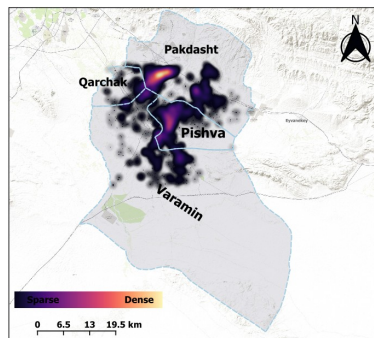 N
Pakdasht
Qarchak
Pishva
Varamin
Sparse Dense
0 6.5 13 19.5 km